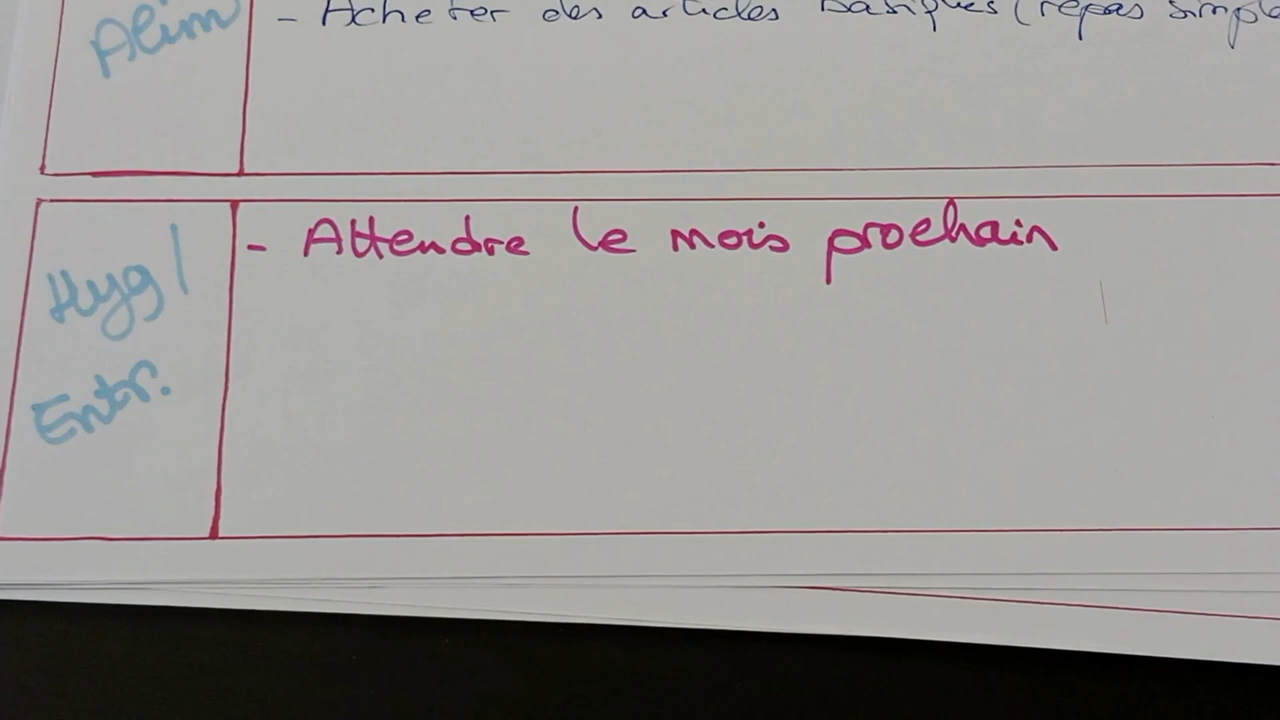 Alim
- Acheter des articles basiques (repas simple
Hyg/
Entr.
- Attendre le mois prochain